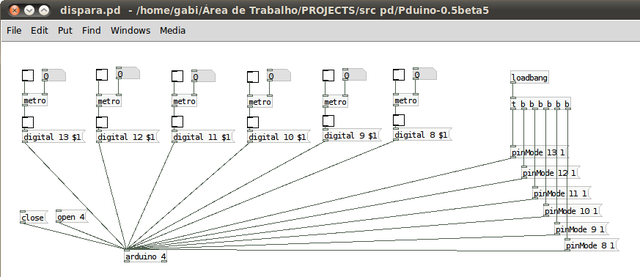 dispara.pd - /home/gabi/Área de Trabalho/PROJECTS/src pd/Pduino-0.5beta5
File Edit Put Find Windows Media
0 0 0 0 0 0
loadbang
metro metro metro metro metro metro
t b b b b b b
digital 13 $1 digital 12 $1 digital 11 $1 digital 10 $1 digital 9 $1 digital 8 $1
pinMode 13 1
pinMode 12 1
pinMode 11 1
close open 4 pinMode 10 1
pinMode 9 1
pinMode 8 1
arduino 4